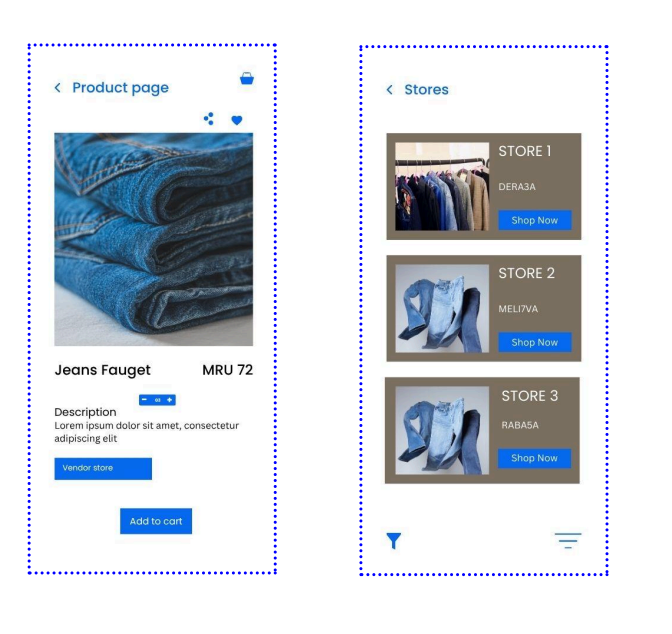 Product page
Jeans Fauget
MRU 72
Description
Lorem ipsum dolor sit amet, consectetur
adipiscing elit
Vendor store
Add to cart
Stores
STORE 1
DERA3A
Shop Now
STORE 2
MELI7VA
Shop Now
STORE 3
RABA5A
Shop Now